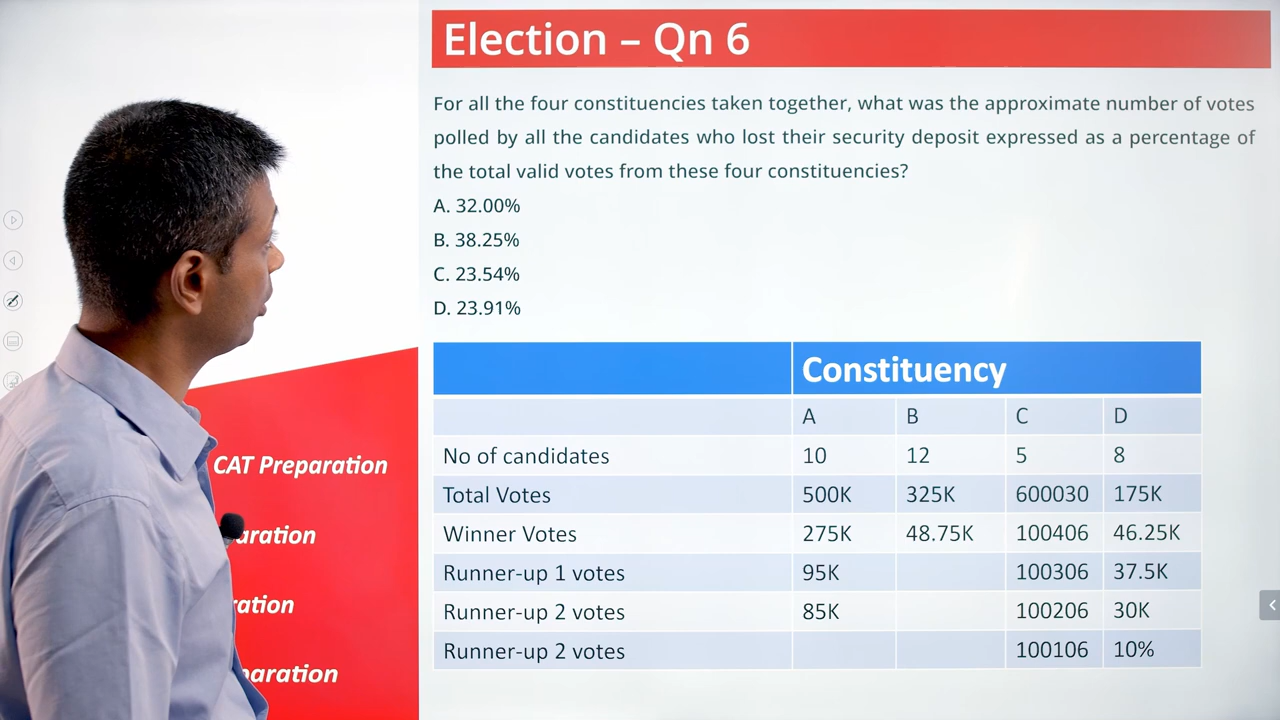 Election – Qn 6
For all the four constituencies taken together, what was the approximate number of votes
polled by all the candidates who lost their security deposit expressed as a percentage of
the total valid votes from these four constituencies?
A. 32.00%
B. 38.25%
C. 23.54%
D. 23.91%
Constituency
A B C D
No of candidates 10 12 5 8
Total Votes 500K 325K 600030 175K
Winner Votes 275K 48.75K 100406 46.25K
Runner-up 1 votes 95K 100306 37.5K
Runner-up 2 votes 85K 100206 30K
Runner-up 2 votes 100106 10%
CAT Preparation
aration
ration
paration